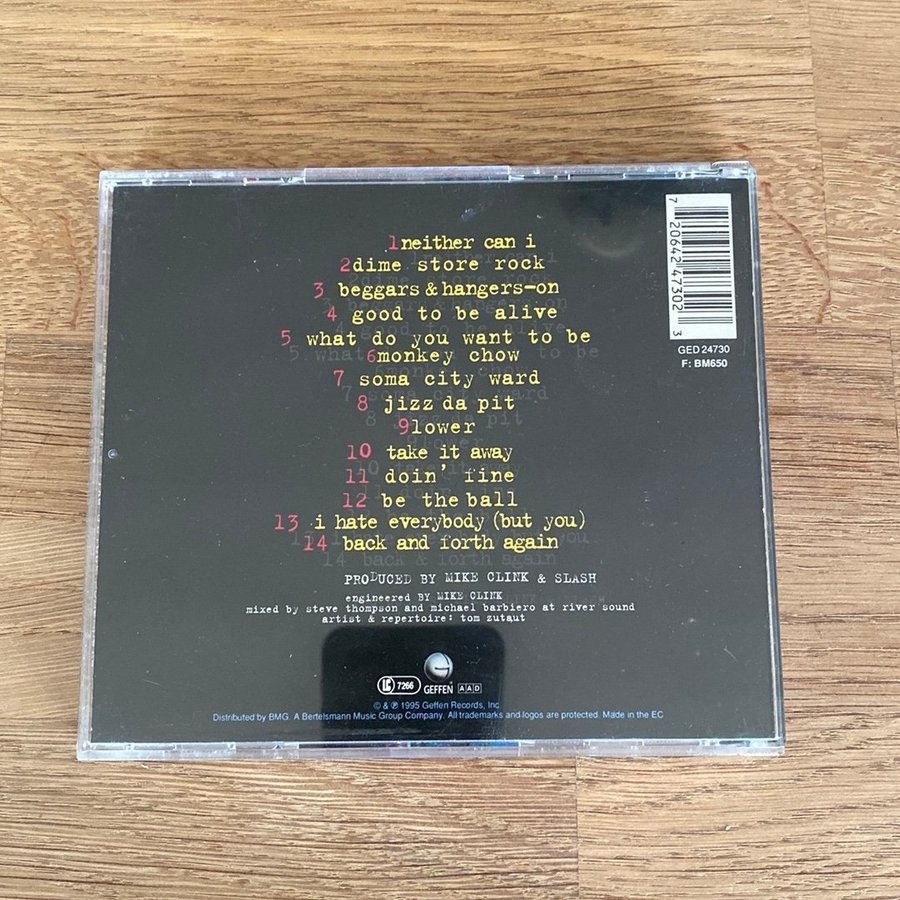 1 neither can i
2 dime store rock
3 beggars & hangers-on
4 good to be alive
5 what do you want to be
6 monkey chow
7 soma city ward
8 jizz da pit
9 lower
10 take it away
11 doin' fine
12 be the ball
13 i hate everybody (but you)
14 back and forth again
PRODUCED BY MIKE CLINK & SLASH
engineered BY MIKE CLINK
mixed by steve thompson and michael barbiero at river sound
artist & repertoire: tom zutaut
7 20642 47302 3
GED 24730
F: BM650
LC 7266
GEFFEN
AAD
© & ℗ 1995 Geffen Records, Inc
Distributed by BMG. A Bertelsmann Music Group Company. All trademarks and logos are protected. Made in the EC